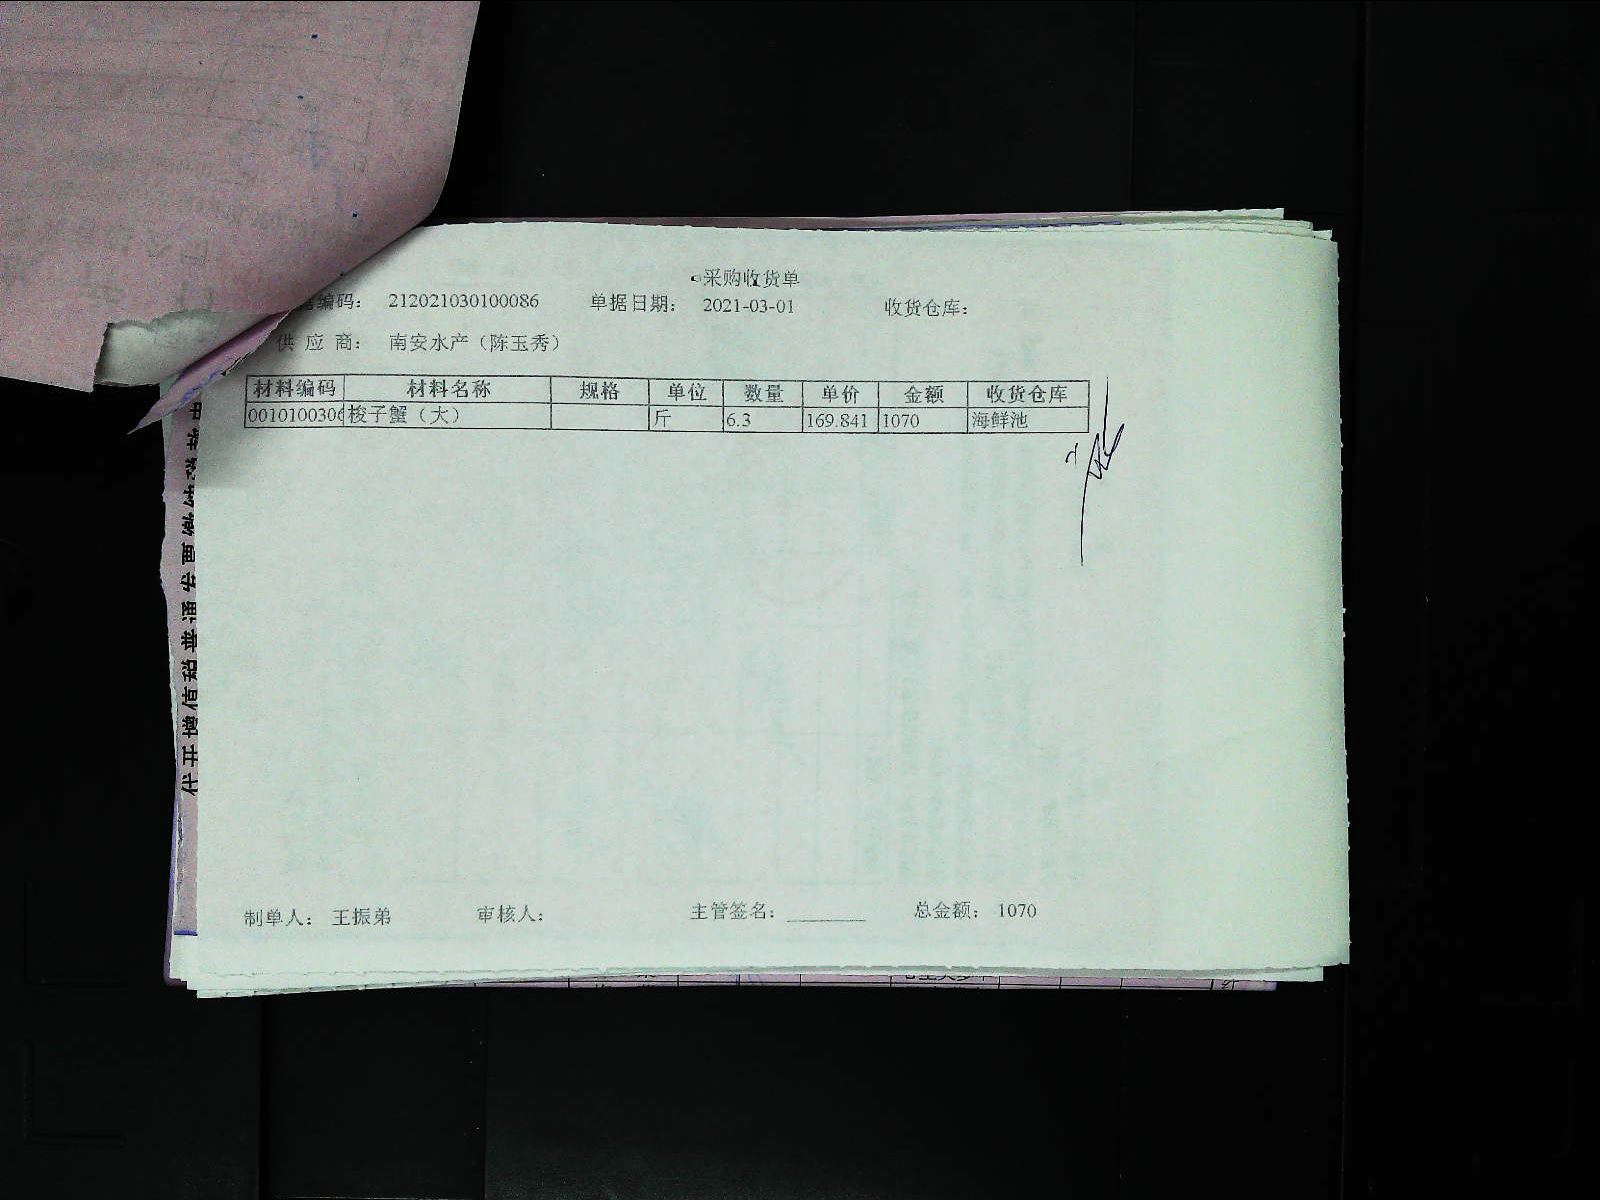 采购收货单
编码： 212021030100086 单据日期： 2021-03-01 收货仓库：
供 应 商： 南安水产（陈玉秀）
材料编码 材料名称 规格 单位 数量 单价 金额 收货仓库
0010100306 梭子蟹（大） 斤 6.3 169.841 1070 海鲜池
制单人： 王振弟 审核人： 主管签名： 总金额： 1070